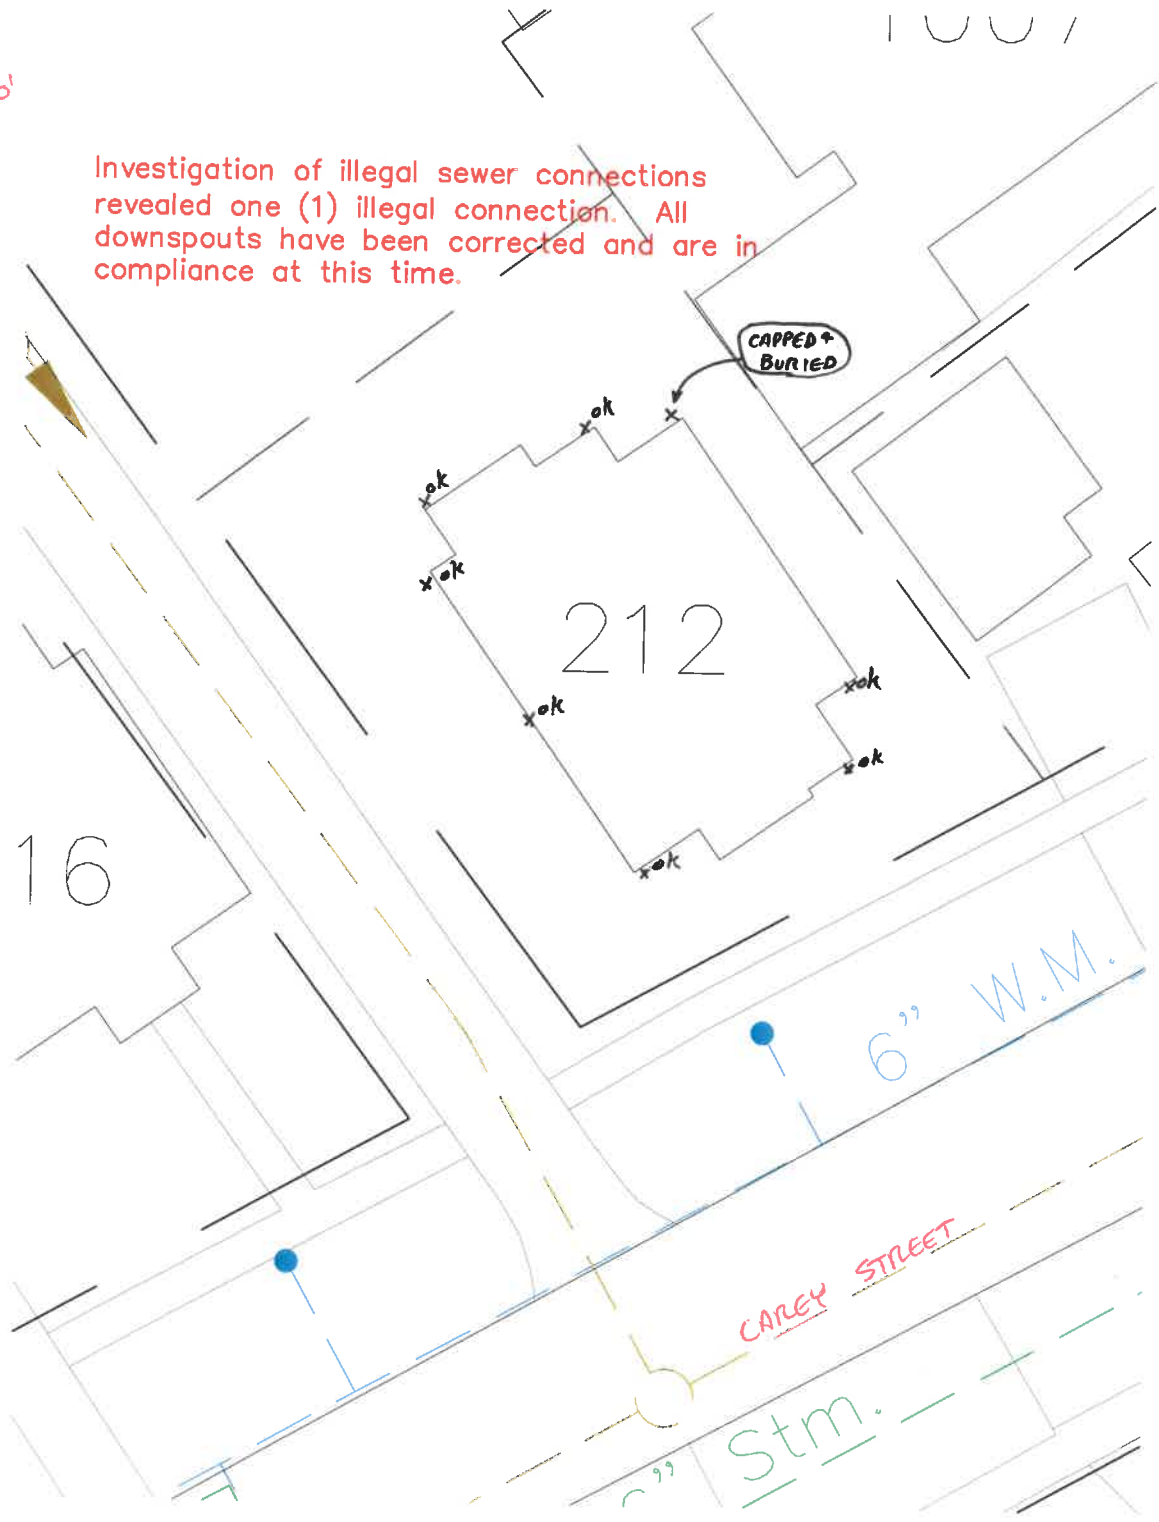 Investigation of illegal sewer connections
revealed one (1) illegal connection. All
downspouts have been corrected and are in
compliance at this time.
CAPPED +
BURIED
ok
ok
ok
212
ok
ok
ok
ok
16
6" W.M.
CAREY STREET
" Stm.